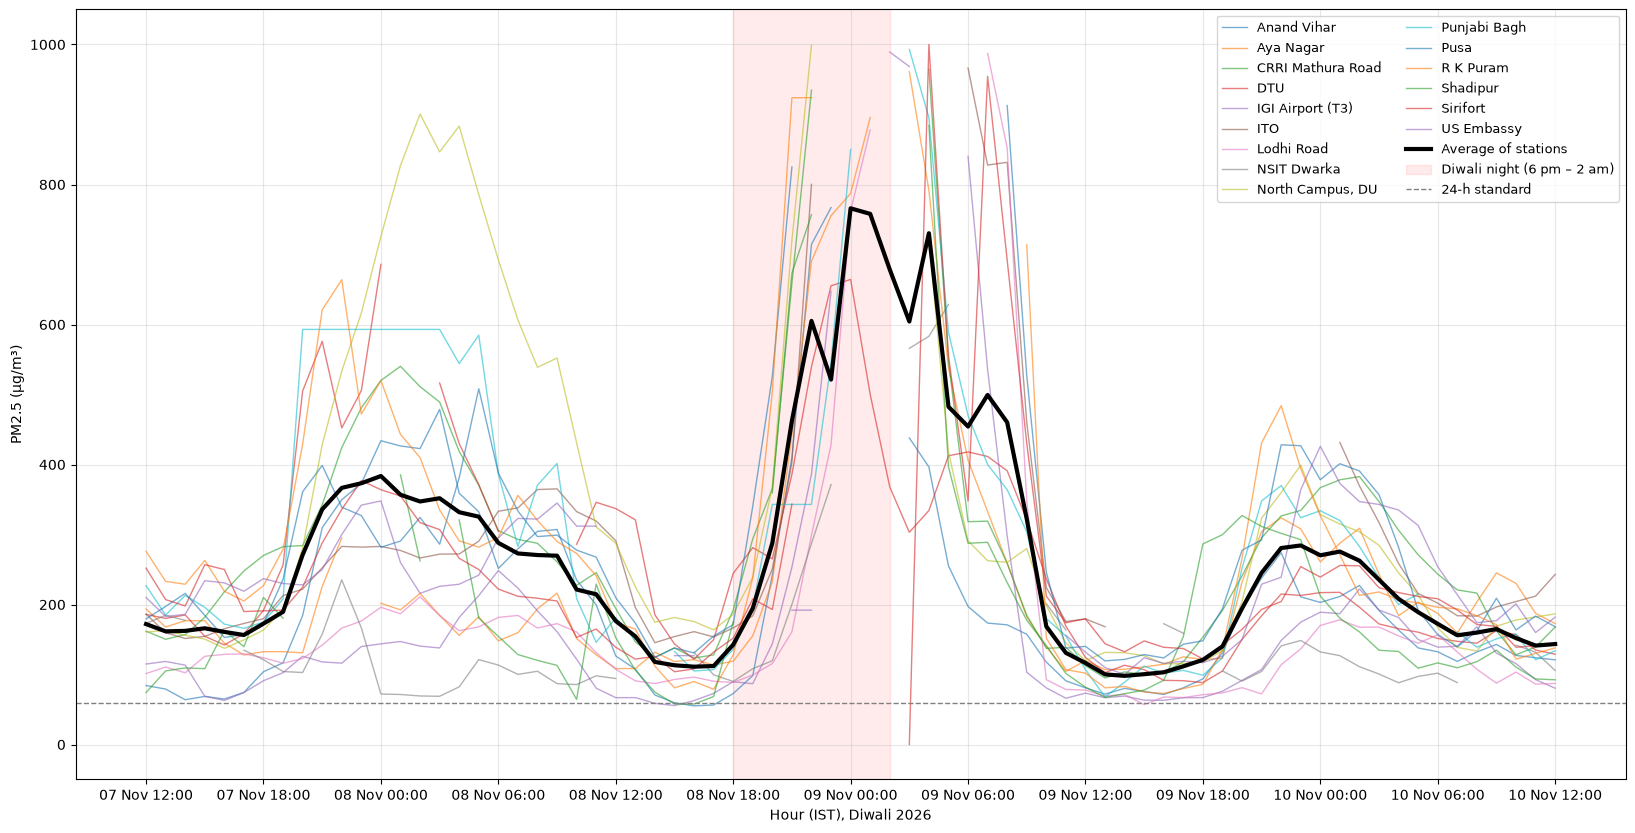 1000
800
600
400
200
0
PM2.5 (µg/m³)
07 Nov 12:00 07 Nov 18:00 08 Nov 00:00 08 Nov 06:00 08 Nov 12:00 08 Nov 18:00 09 Nov 00:00 09 Nov 06:00 09 Nov 12:00 09 Nov 18:00 10 Nov 00:00 10 Nov 06:00 10 Nov 12:00
Hour (IST), Diwali 2026
Anand Vihar
Aya Nagar
CRRI Mathura Road
DTU
IGI Airport (T3)
ITO
Lodhi Road
NSIT Dwarka
North Campus, DU
Punjabi Bagh
Pusa
R K Puram
Shadipur
Sirifort
US Embassy
Average of stations
Diwali night (6 pm – 2 am)
24-h standard